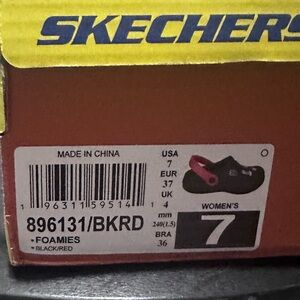 SKECHERS
MADE IN CHINA
1 96311 59514 1
896131/BKRD
•FOAMIES
•BLACK/RED
USA
7
EUR
37
UK
4
mm
240(1.5)
BRA
36
WOMEN'S
7